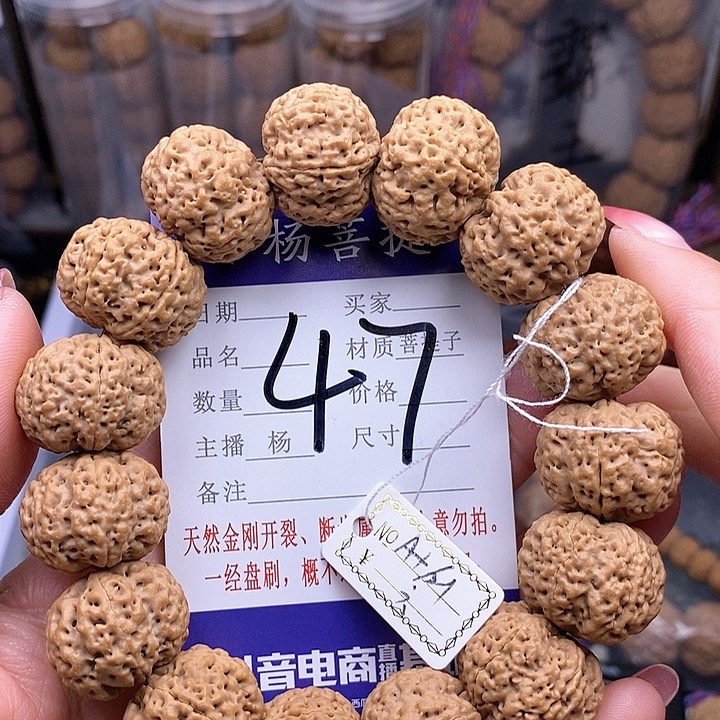 杨菩提
日期 买家
品名 材质 菩提子
47
数量 价格
主播 杨 尺寸
备注
天然金刚开裂、断
意勿拍。
一经盘刷，概不
NO A+
¥
音电商直播